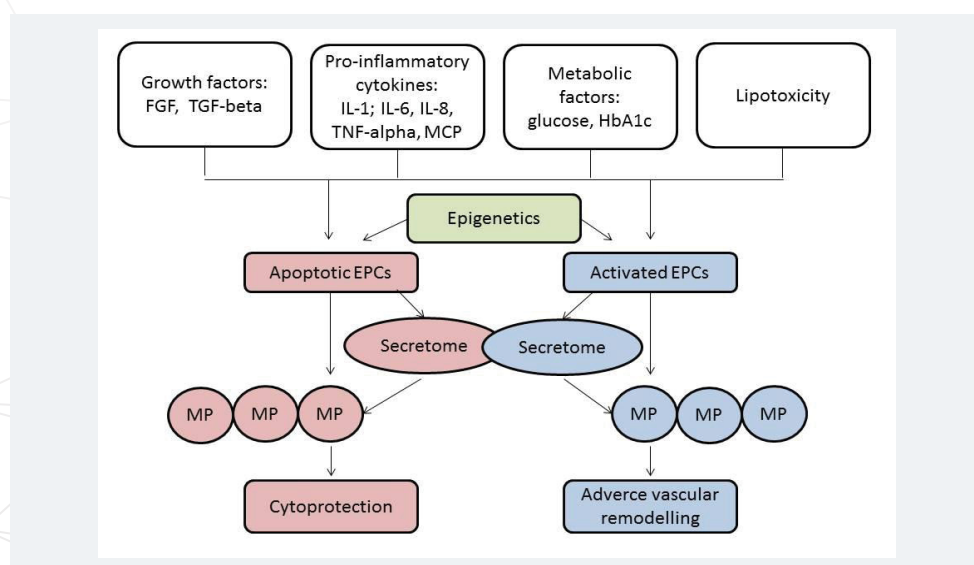 Growth factors:
FGF, TGF-beta
Pro-inflammatory
cytokines:
IL-1; IL-6, IL-8,
TNF-alpha, MCP
Metabolic
factors:
glucose, HbA1c
Lipotoxicity
Epigenetics
Apoptotic EPCs
Activated EPCs
Secretome
Secretome
MP
MP
MP
MP
MP
MP
Cytoprotection
Adverce vascular
remodelling